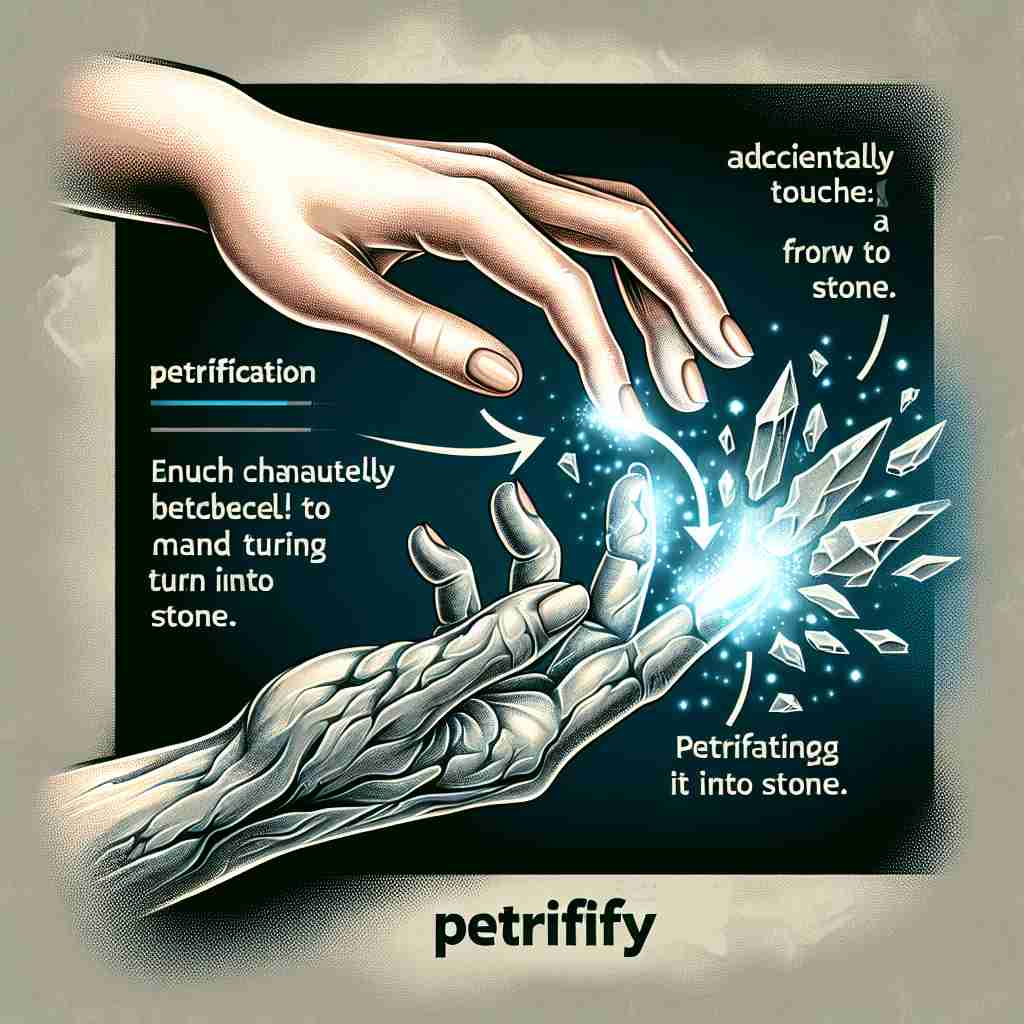 petrification
Enuch chanautelly
betcbecel! to
mand turing
turn iinto
stone.
adccientally
touche:
a
frorw to
stone.
Petrifatingg
it into stone.
petrifify